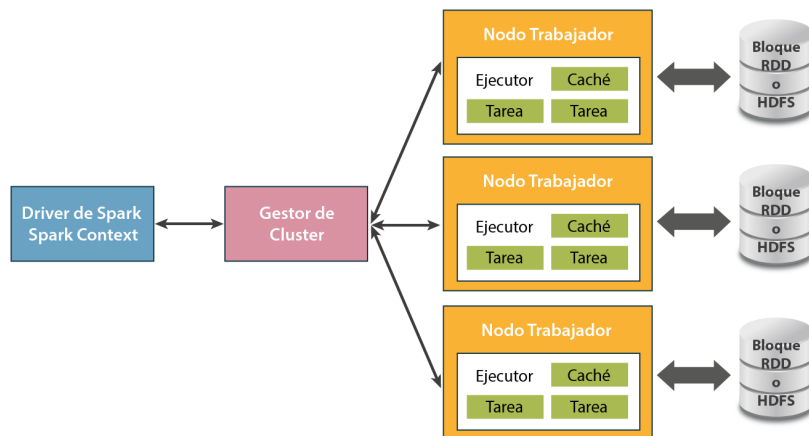 Driver de Spark
Spark Context
Gestor de
Cluster
Nodo Trabajador
Ejecutor
Caché
Tarea
Tarea
Bloque
RDD
o
HDFS
Nodo Trabajador
Ejecutor
Caché
Tarea
Tarea
Bloque
RDD
o
HDFS
Nodo Trabajador
Ejecutor
Caché
Tarea
Tarea
Bloque
RDD
o
HDFS